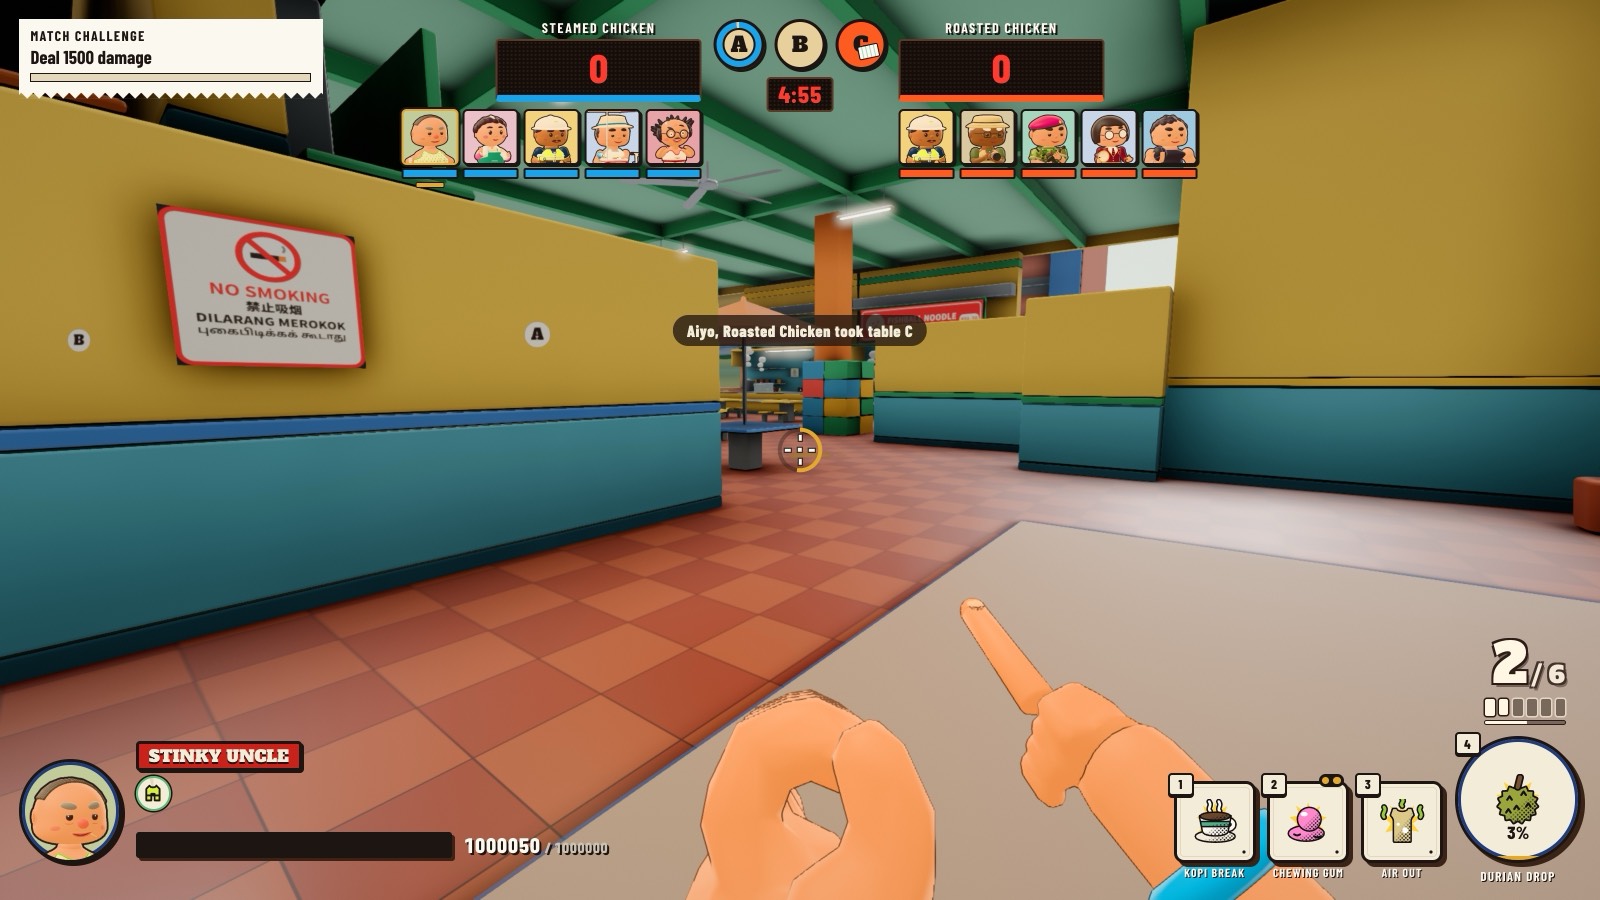 MATCH CHALLENGE
Deal 1500 damage
STEAMED CHICKEN
0
A
B
C
4:55
ROASTED CHICKEN
0
NO SMOKING
禁止吸烟
DILARANG MEROKOK
புகைபிடிக்கக் கூடாது
B
A
Aiyo, Roasted Chicken took table C
NOODLE
2/6
STINKY UNCLE
1000050 / 1000000
1
KOPI BREAK
2
CHEWING GUM
3
AIR OUT
4
3%
DURIAN DROP